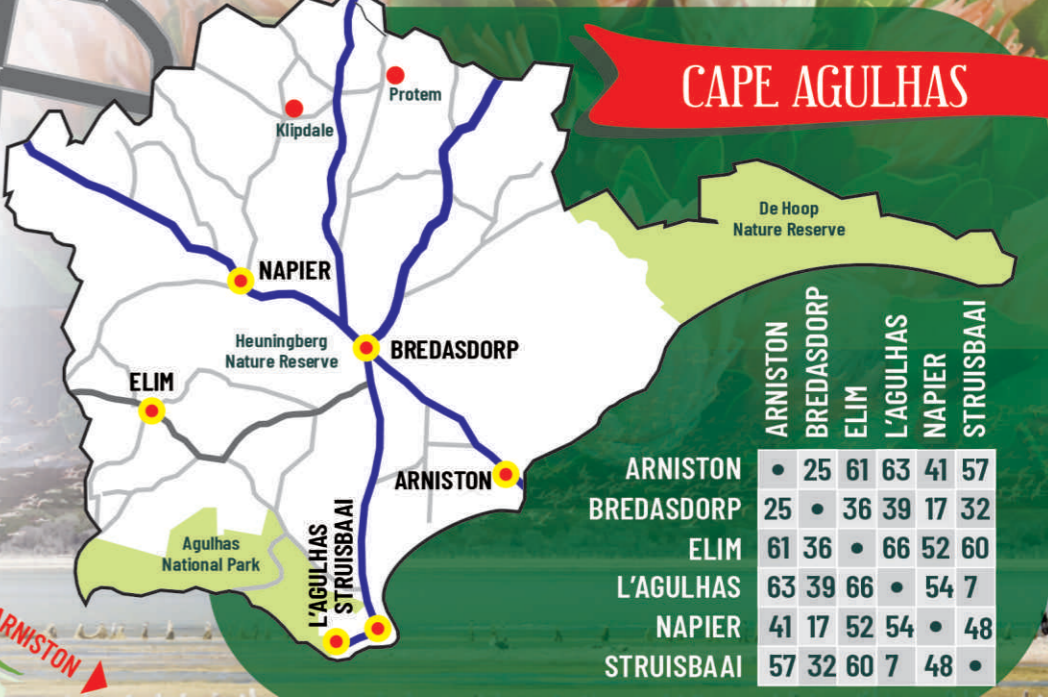 CAPE AGULHAS
Protem
Klipdale
De Hoop
Nature Reserve
NAPIER
Heuningberg
Nature Reserve
BREDASDORP
ELIM
ARNISTON
L'AGULHAS
STRUISBAAI
Agulhas
National Park
ARNISTON
ARNISTON BREDASDORP ELIM L'AGULHAS NAPIER STRUISBAAI
ARNISTON • 25 61 63 41 57
BREDASDORP 25 • 36 39 17 32
ELIM 61 36 • 66 52 60
L'AGULHAS 63 39 66 • 54 7
NAPIER 41 17 52 54 • 48
STRUISBAAI 57 32 60 7 48 •